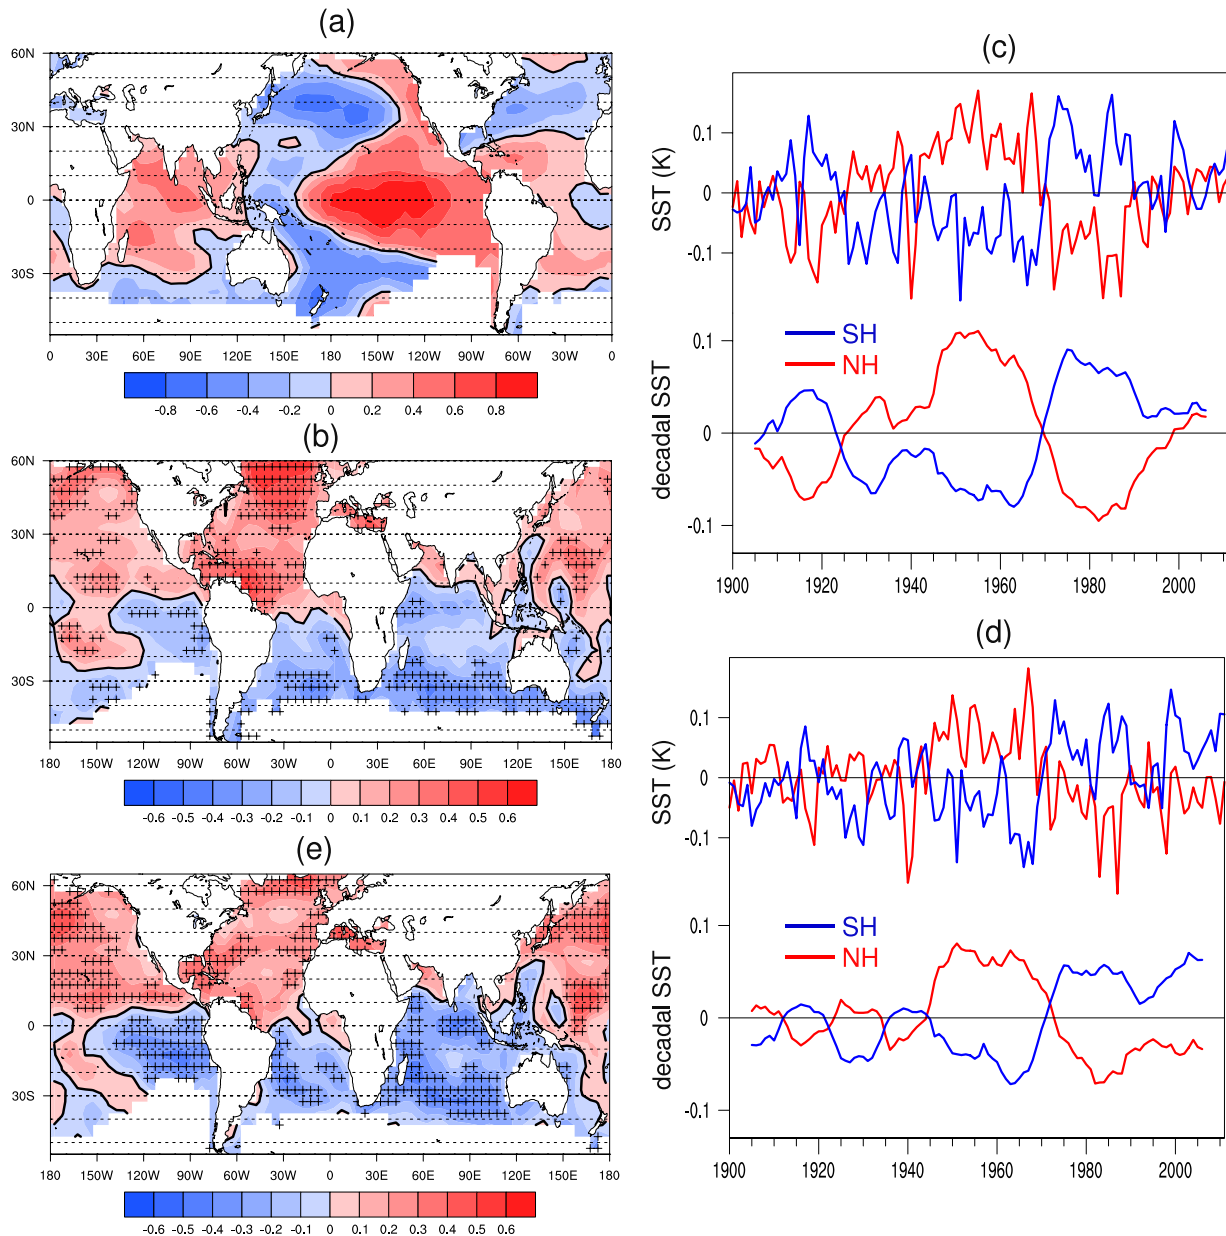 (a)
60N
30N
0
30S
0 30E 60E 90E 120E 150E 180 150W 120W 90W 60W 30W 0
-0.8 -0.6 -0.4 -0.2 0 0.2 0.4 0.6 0.8
(b)
60N
30N
0
30S
180 150W 120W 90W 60W 30W 0 30E 60E 90E 120E 150E 180
-0.6 -0.5 -0.4 -0.3 -0.2 -0.1 0 0.1 0.2 0.3 0.4 0.5 0.6
(e)
60N
30N
0
30S
180 150W 120W 90W 60W 30W 0 30E 60E 90E 120E 150E 180
-0.6 -0.5 -0.4 -0.3 -0.2 -0.1 0 0.1 0.2 0.3 0.4 0.5 0.6
(c)
SST (K)
0.1
0
-0.1
decadal SST
0.1
0
-0.1
SH
NH
1900 1920 1940 1960 1980 2000
(d)
SST (K)
0.1
0
-0.1
decadal SST
0.1
0
-0.1
SH
NH
1900 1920 1940 1960 1980 2000